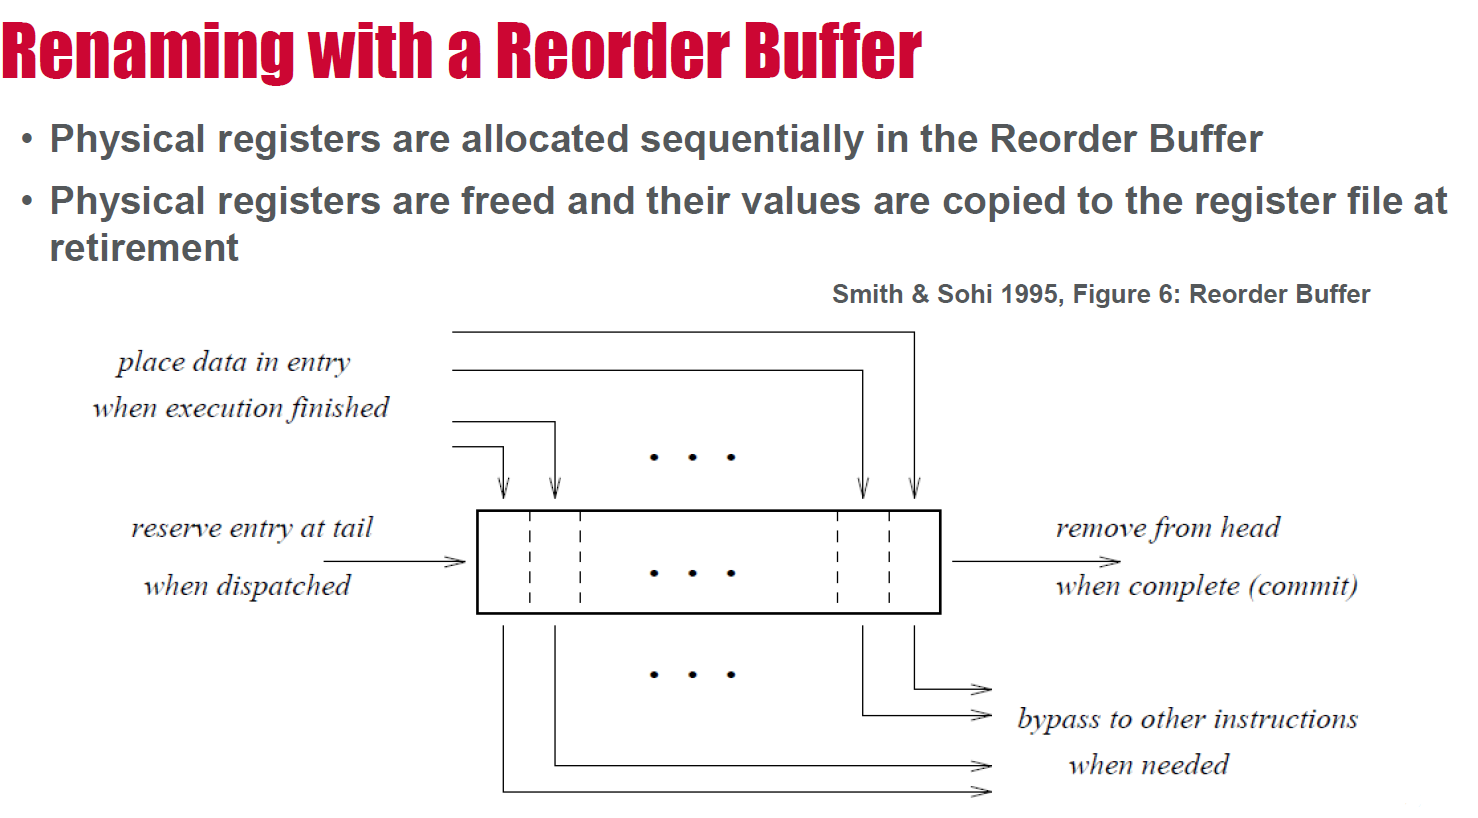 Renaming with a Reorder Buffer
• Physical registers are allocated sequentially in the Reorder Buffer
• Physical registers are freed and their values are copied to the register file at
retirement
Smith & Sohi 1995, Figure 6: Reorder Buffer
place data in entry
when execution finished
reserve entry at tail
when dispatched
remove from head
when complete (commit)
bypass to other instructions
when needed